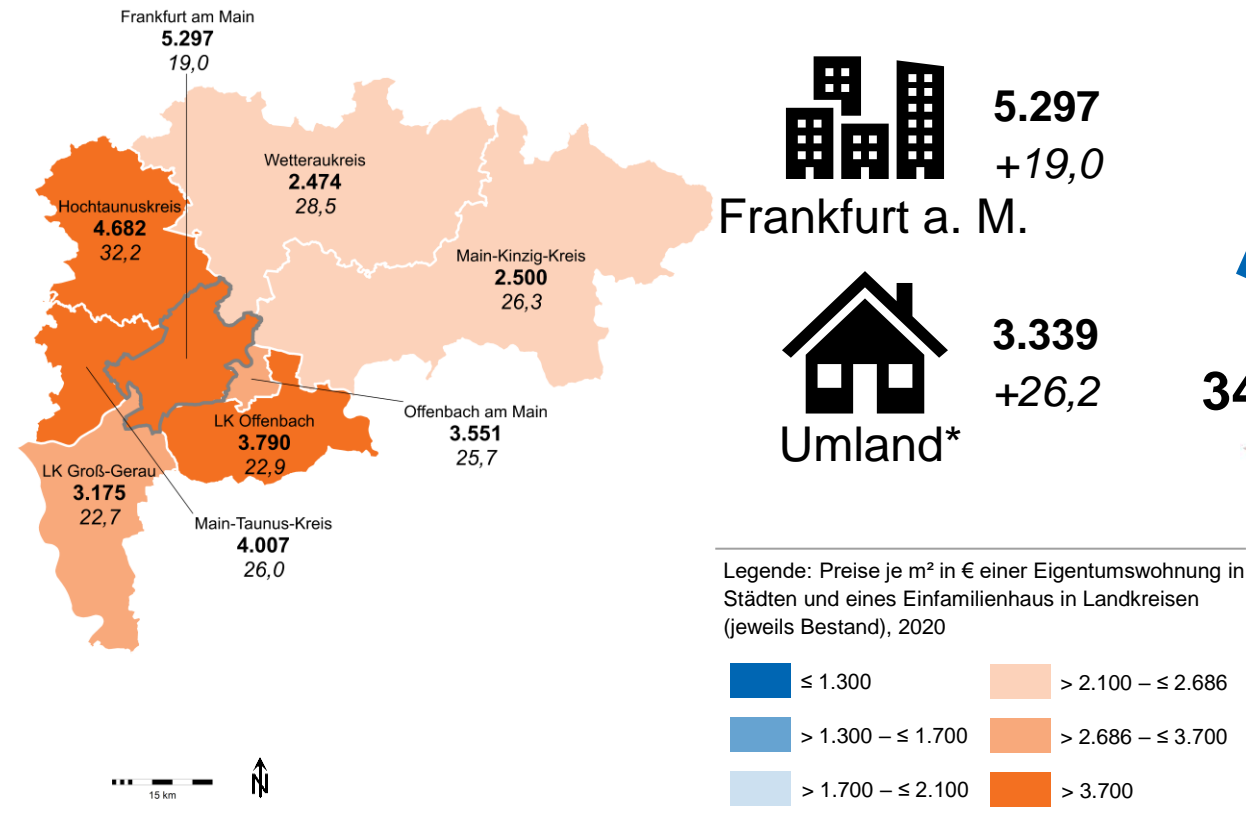 Frankfurt am Main
5.297
19,0
Wetteraukreis
2.474
28,5
Hochtaunuskreis
4.682
32,2
Main-Kinzig-Kreis
2.500
26,3
Offenbach am Main
3.551
25,7
LK Offenbach
3.790
22,9
LK Groß-Gerau
3.175
22,7
Main-Taunus-Kreis
4.007
26,0
15 km
N
5.297
+19,0
Frankfurt a. M.
3.339
+26,2
Umland*
34
Legende: Preise je m² in € einer Eigentumswohnung in
Städten und eines Einfamilienhaus in Landkreisen
(jeweils Bestand), 2020
≤ 1.300
> 1.300 – ≤ 1.700
> 1.700 – ≤ 2.100
> 2.100 – ≤ 2.686
> 2.686 – ≤ 3.700
> 3.700